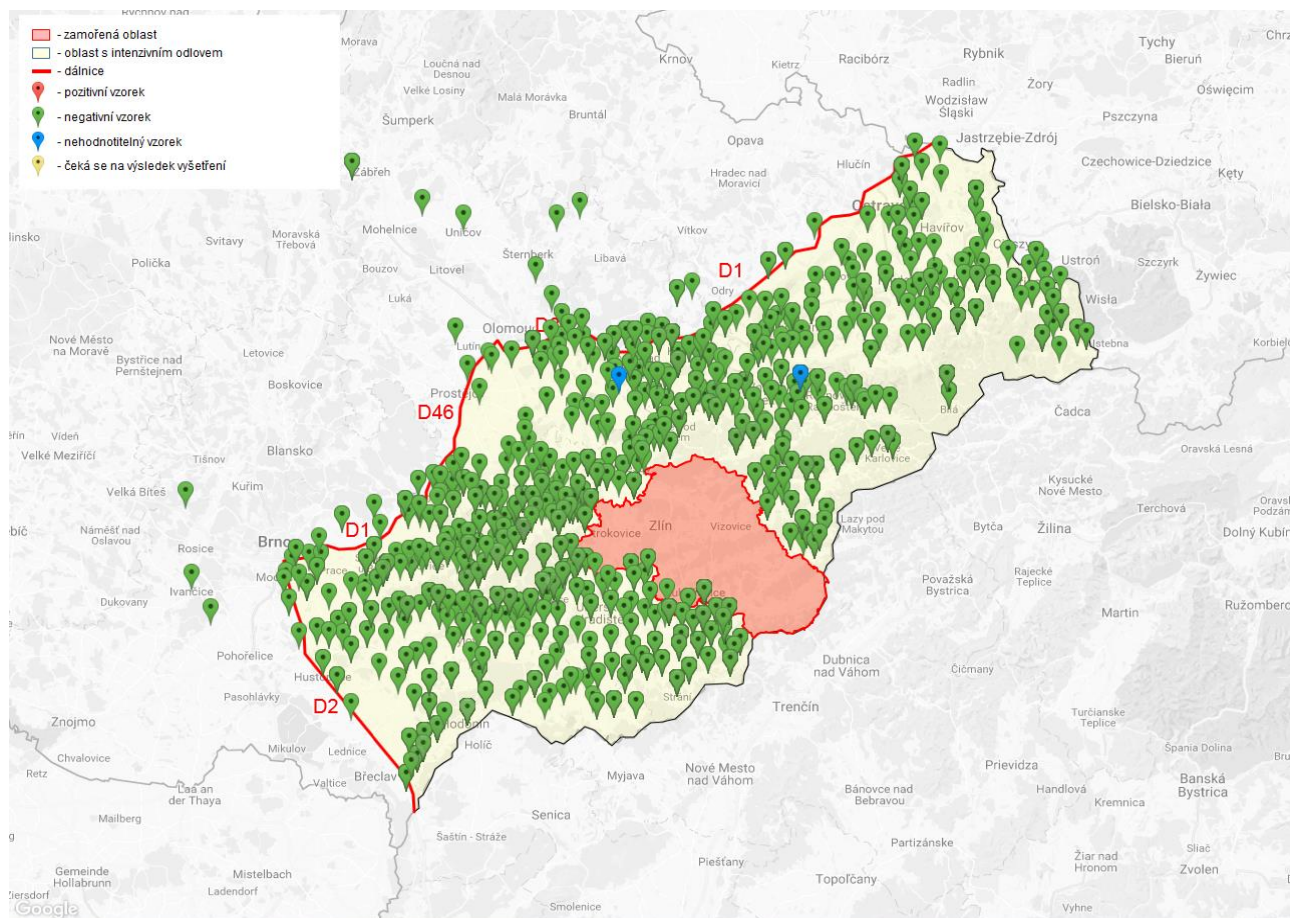 - zamořená oblast
- oblast s intenzivním odlovem
- dálnice
- pozitivní vzorek
- negativní vzorek
- nehodnotitelný vzorek
- čeká se na výsledek vyšetření
Morava
Krnov
Kietrz
Racibórz
Rybnik
Tychy
Bieruń
Loučná nad
Desnou
Velké Losiny
Malá Morávka
Radlin
Żory
Oświęcim
Wodzisław
Śląski
Šumperk
Bruntál
Pszczyna
Opava
Jastrzębie-Zdrój
Zábřeh
Hlučín
Czechowice-Dziedzice
Hradec nad
Moravicí
Kęty
Bielsko-Biała
Mohelnice
Uničov
Svitavy
Moravská
Třebová
Vítkov
Havířov
Šternberk
Libavá
Ustroń
Szczyrk
Żywiec
Polička
Bouzov
Litovel
D1
Odry
Luká
Wisła
Olomouc
Nové Město
na Moravě
Letovice
Bystřice nad
Pernštejnem
Boskovice
D46
Bílá
Čadca
Víden
Velké Meziříčí
Tišnov
Blansko
Oravská Lesná
Karlovice
Velká Bíteš
Kuřim
Kysucké
Nové Mesto
Terchová
Náměšť nad
Oslavou
Rosice
D1
Zlín
Vizovice
Lazy pod
Makytou
Bytča
Žilina
Dolný Kubín
Ivančice
Dukovany
Považská
Bystrica
Rajecké
Teplice
Martin
Pohořelice
Dubnica
nad Váhom
Čičmany
Pasohlávky
D2
Strání
Trenčín
Znojmo
Turčianske
Teplice
Mikulov
Lednice
Holíč
Chvalovice
Retz
Břeclav
Valtice
Myjava
Nové Mesto
nad Váhom
Prievidza
Špania Dolina
Laa an
der Thaya
Bánovce nad
Bebravou
Handlová
Kremnica
Banská
Bystrica
Mailberg
Senica
Šaštín - Stráže
Partizánske
Gemeinde
Hollabrunn
Mistelbach
Piešťany
Topoľčany
Žiar nad
Hronom
Sliač
Zvolen
Ladendorf
Smolenice
Vyhne
Google